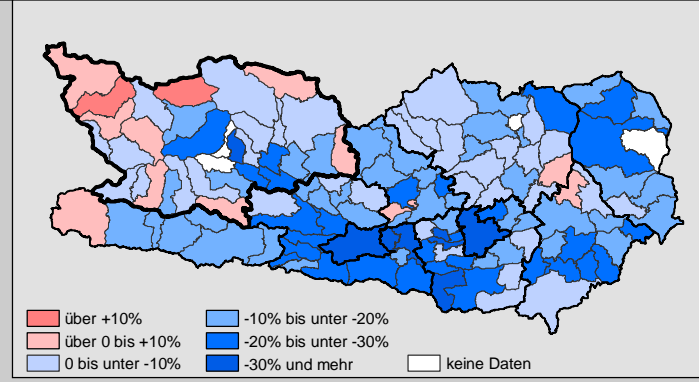 über +10%
über 0 bis +10%
0 bis unter -10%
-10% bis unter -20%
-20% bis unter -30%
-30% und mehr
keine Daten